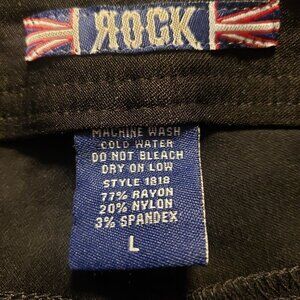 ROCK
MACHINE WASH
COLD WATER
DO NOT BLEACH
DRY ON LOW
STYLE 1818
77% RAYON
20% NYLON
3% SPANDEX
L